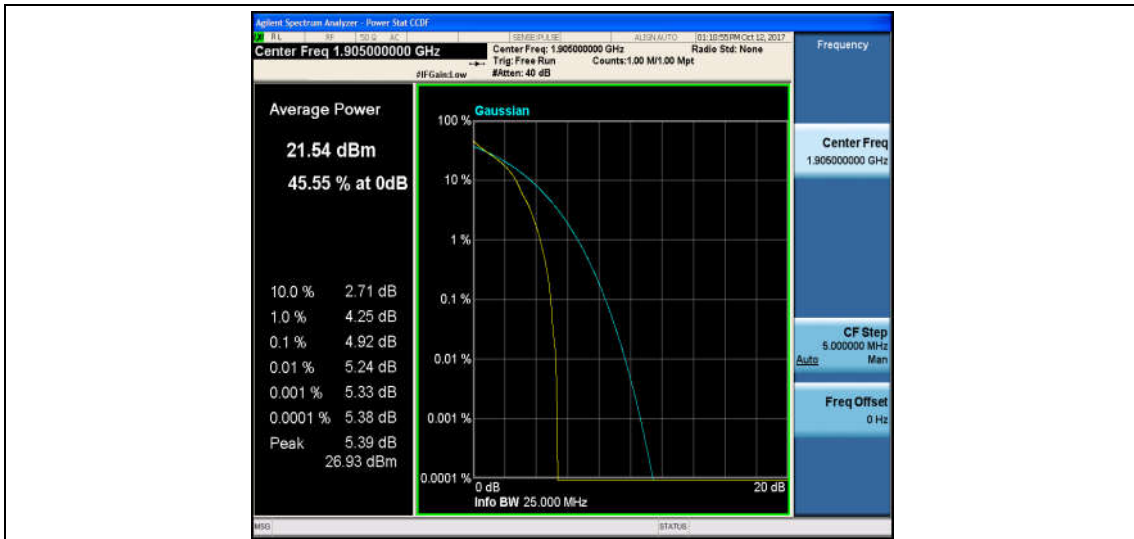 Agilent Spectrum Analyzer - Power Stat CCDF
RL RF 50 Ω AC SENSE:PULSE ALIGN AUTO 01:10:55 PM Oct 12, 2017
Center Freq 1.905000000 GHz
Center Freq: 1.905000000 GHz Radio Std: None
Trig: Free Run Counts:1.00 M/1.00 Mpt
#IFGain:Low #Atten: 40 dB
Frequency
Average Power
21.54 dBm
45.55 % at 0dB
10.0 % 2.71 dB
1.0 % 4.25 dB
0.1 % 4.92 dB
0.01 % 5.24 dB
0.001 % 5.33 dB
0.0001 % 5.38 dB
Peak 5.39 dB
26.93 dBm
Gaussian
100 %
10 %
1 %
0.1 %
0.01 %
0.001 %
0.0001 %
0 dB 20 dB
Info BW 25.000 MHz
Center Freq
1.905000000 GHz
CF Step
5.000000 MHz
Auto Man
Freq Offset
0 Hz
MSG STATUS